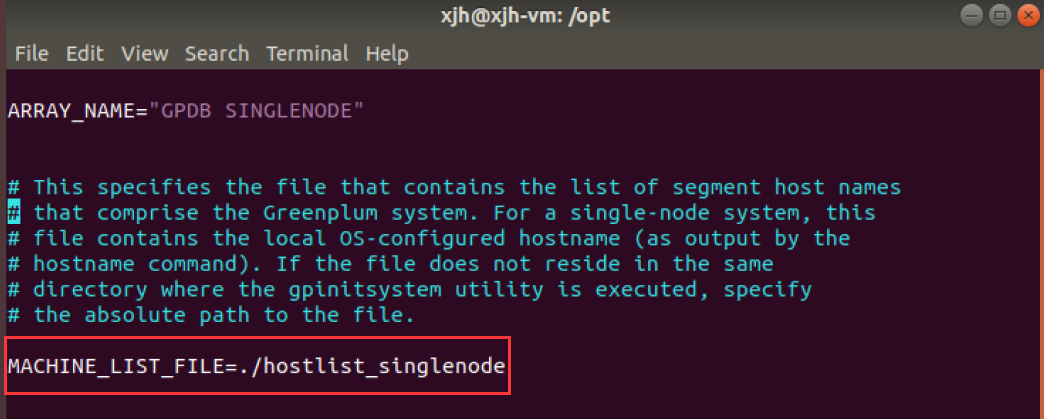 xjh@xjh-vm: /opt
File Edit View Search Terminal Help
ARRAY_NAME="GPDB SINGLENODE"
# This specifies the file that contains the list of segment host names
# that comprise the Greenplum system. For a single-node system, this
# file contains the local OS-configured hostname (as output by the
# hostname command). If the file does not reside in the same
# directory where the gpinitsystem utility is executed, specify
# the absolute path to the file.
MACHINE_LIST_FILE=./hostlist_singlenode